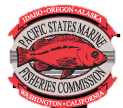 IDAHO • OREGON • ALASKA
PACIFIC STATES MARINE
FISHERIES COMMISSION
WASHINGTON • CALIFORNIA